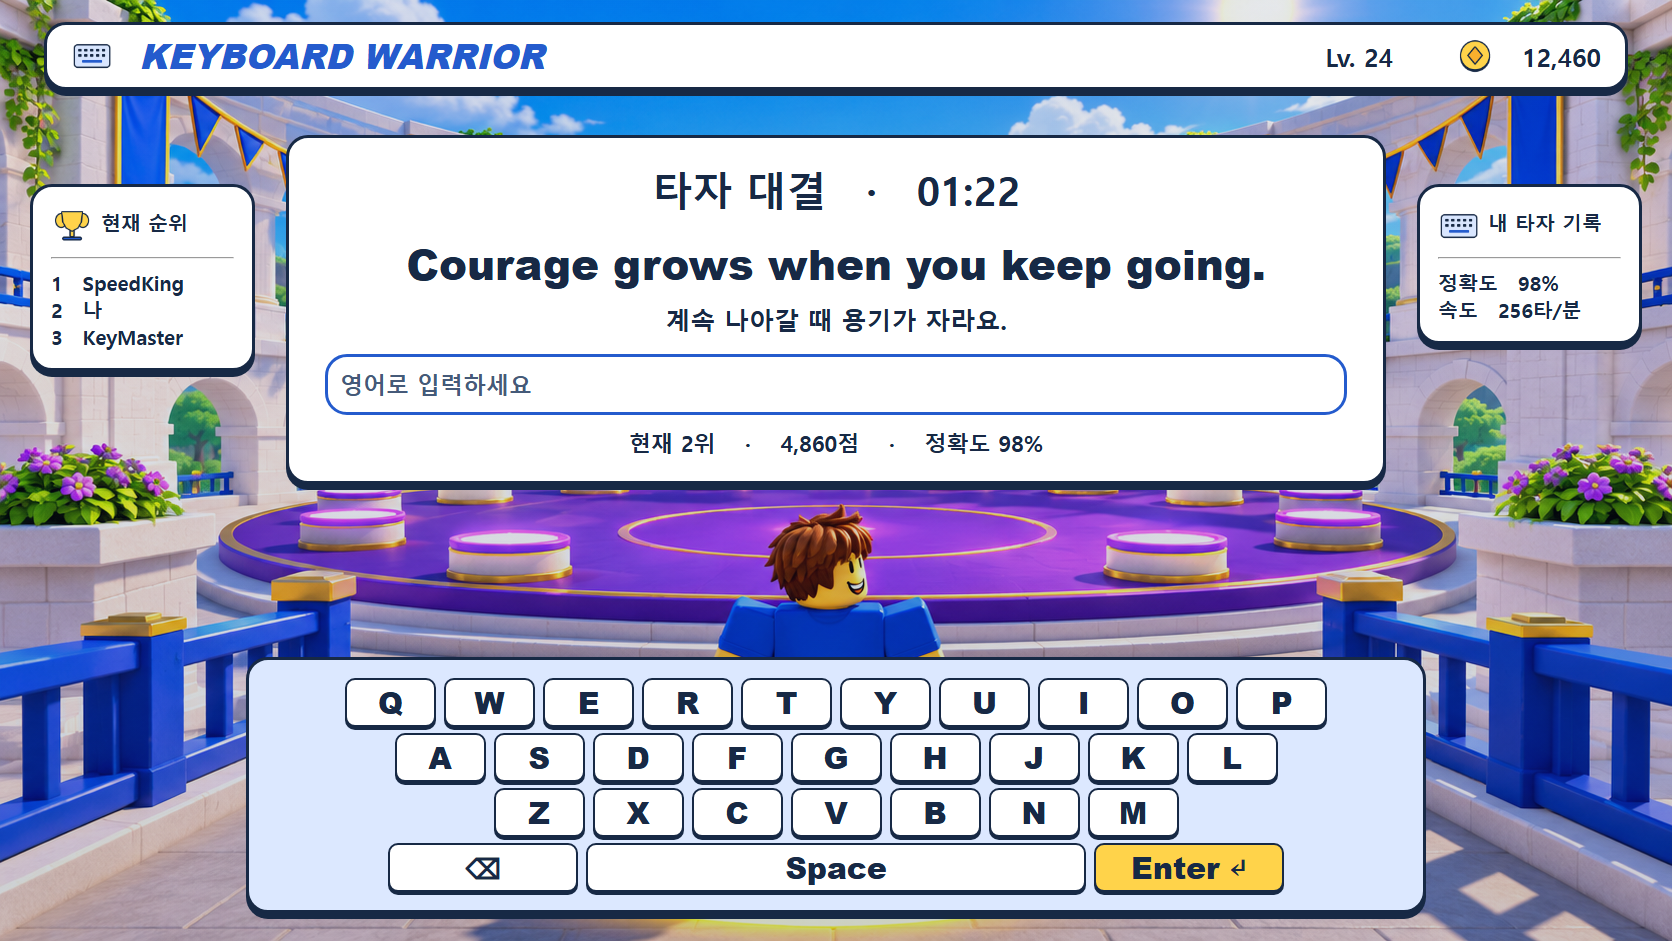 KEYBOARD WARRIOR
Lv. 24
12,460
타자 대결 · 01:22
Courage grows when you keep going.
계속 나아갈 때 용기가 자라요.
영어로 입력하세요
현재 2위 · 4,860점 · 정확도 98%
현재 순위
1 SpeedKing
2 나
3 KeyMaster
내 타자 기록
정확도 98%
속도 256타/분
Q W E R T Y U I O P
A S D F G H J K L
Z X C V B N M
⌫ Space Enter ↲